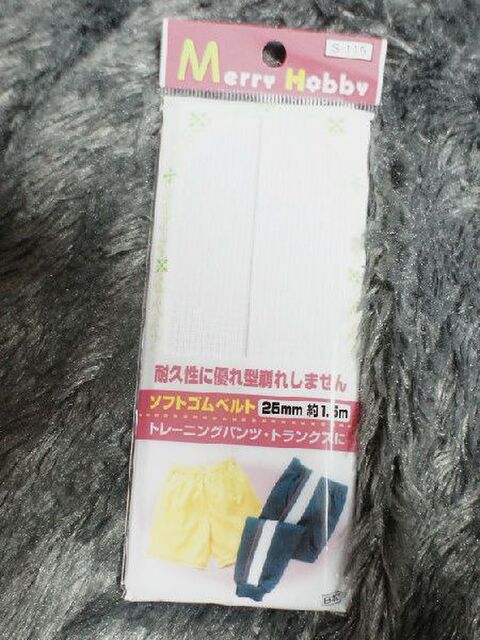 S-115
Merry Hobby
耐久性に優れ型崩れしません
ソフトゴムベルト 25mm 約1.5m
トレーニングパンツ・トランクスに